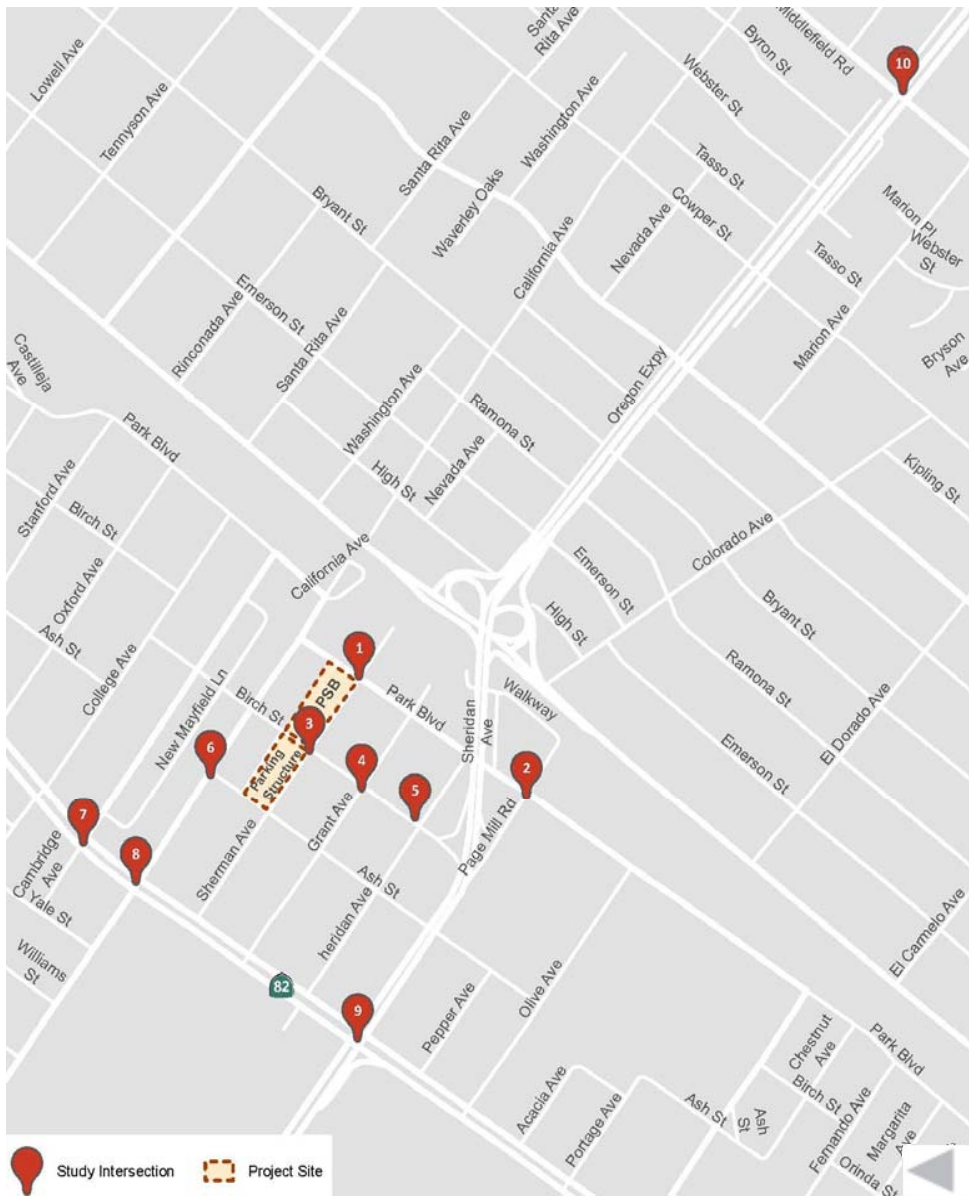 Lowell Ave
Tennyson Ave
Santa
Rita Ave
Middlefield Rd
Byron St
Webster St
10
Santa Rita Ave
Washington Ave
Waverley Oaks
Bryant St
Tasso St
Cowper St
Nevada Ave
California Ave
Marion Pl
Webster
St
Tasso St
Marion Ave
Bryson
Ave
Emerson St
Rinconada Ave
Santa Rita Ave
Oregon Expy
Castilleja
Ave
Park Blvd
Washington Ave
Ramona St
High St
Nevada Ave
Kipling St
Colorado Ave
Stanford Ave
Birch St
California Ave
Oxford Ave
Ash St
College Ave
Emerson St
High St
Bryant St
Ramona St
El Dorado Ave
Emerson St
1
PSB
Park Blvd
Walkway
Sheridan
Ave
New Mayfield Ln
Birch St
3
Parking
Structure
6
4
5
2
Page Mill Rd
7
8
Cambridge
Ave
Yale St
Williams
St
Sherman Ave
Grant Ave
Ash St
heridan Ave
82
9
Pepper Ave
Olive Ave
El Carmelo Ave
Acacia Ave
Portage Ave
Ash St
Ash
St
Chestnut
Ave
Birch St
Park Blvd
Fernando Ave
Margarita
Ave
Orinda St
Study Intersection
Project Site